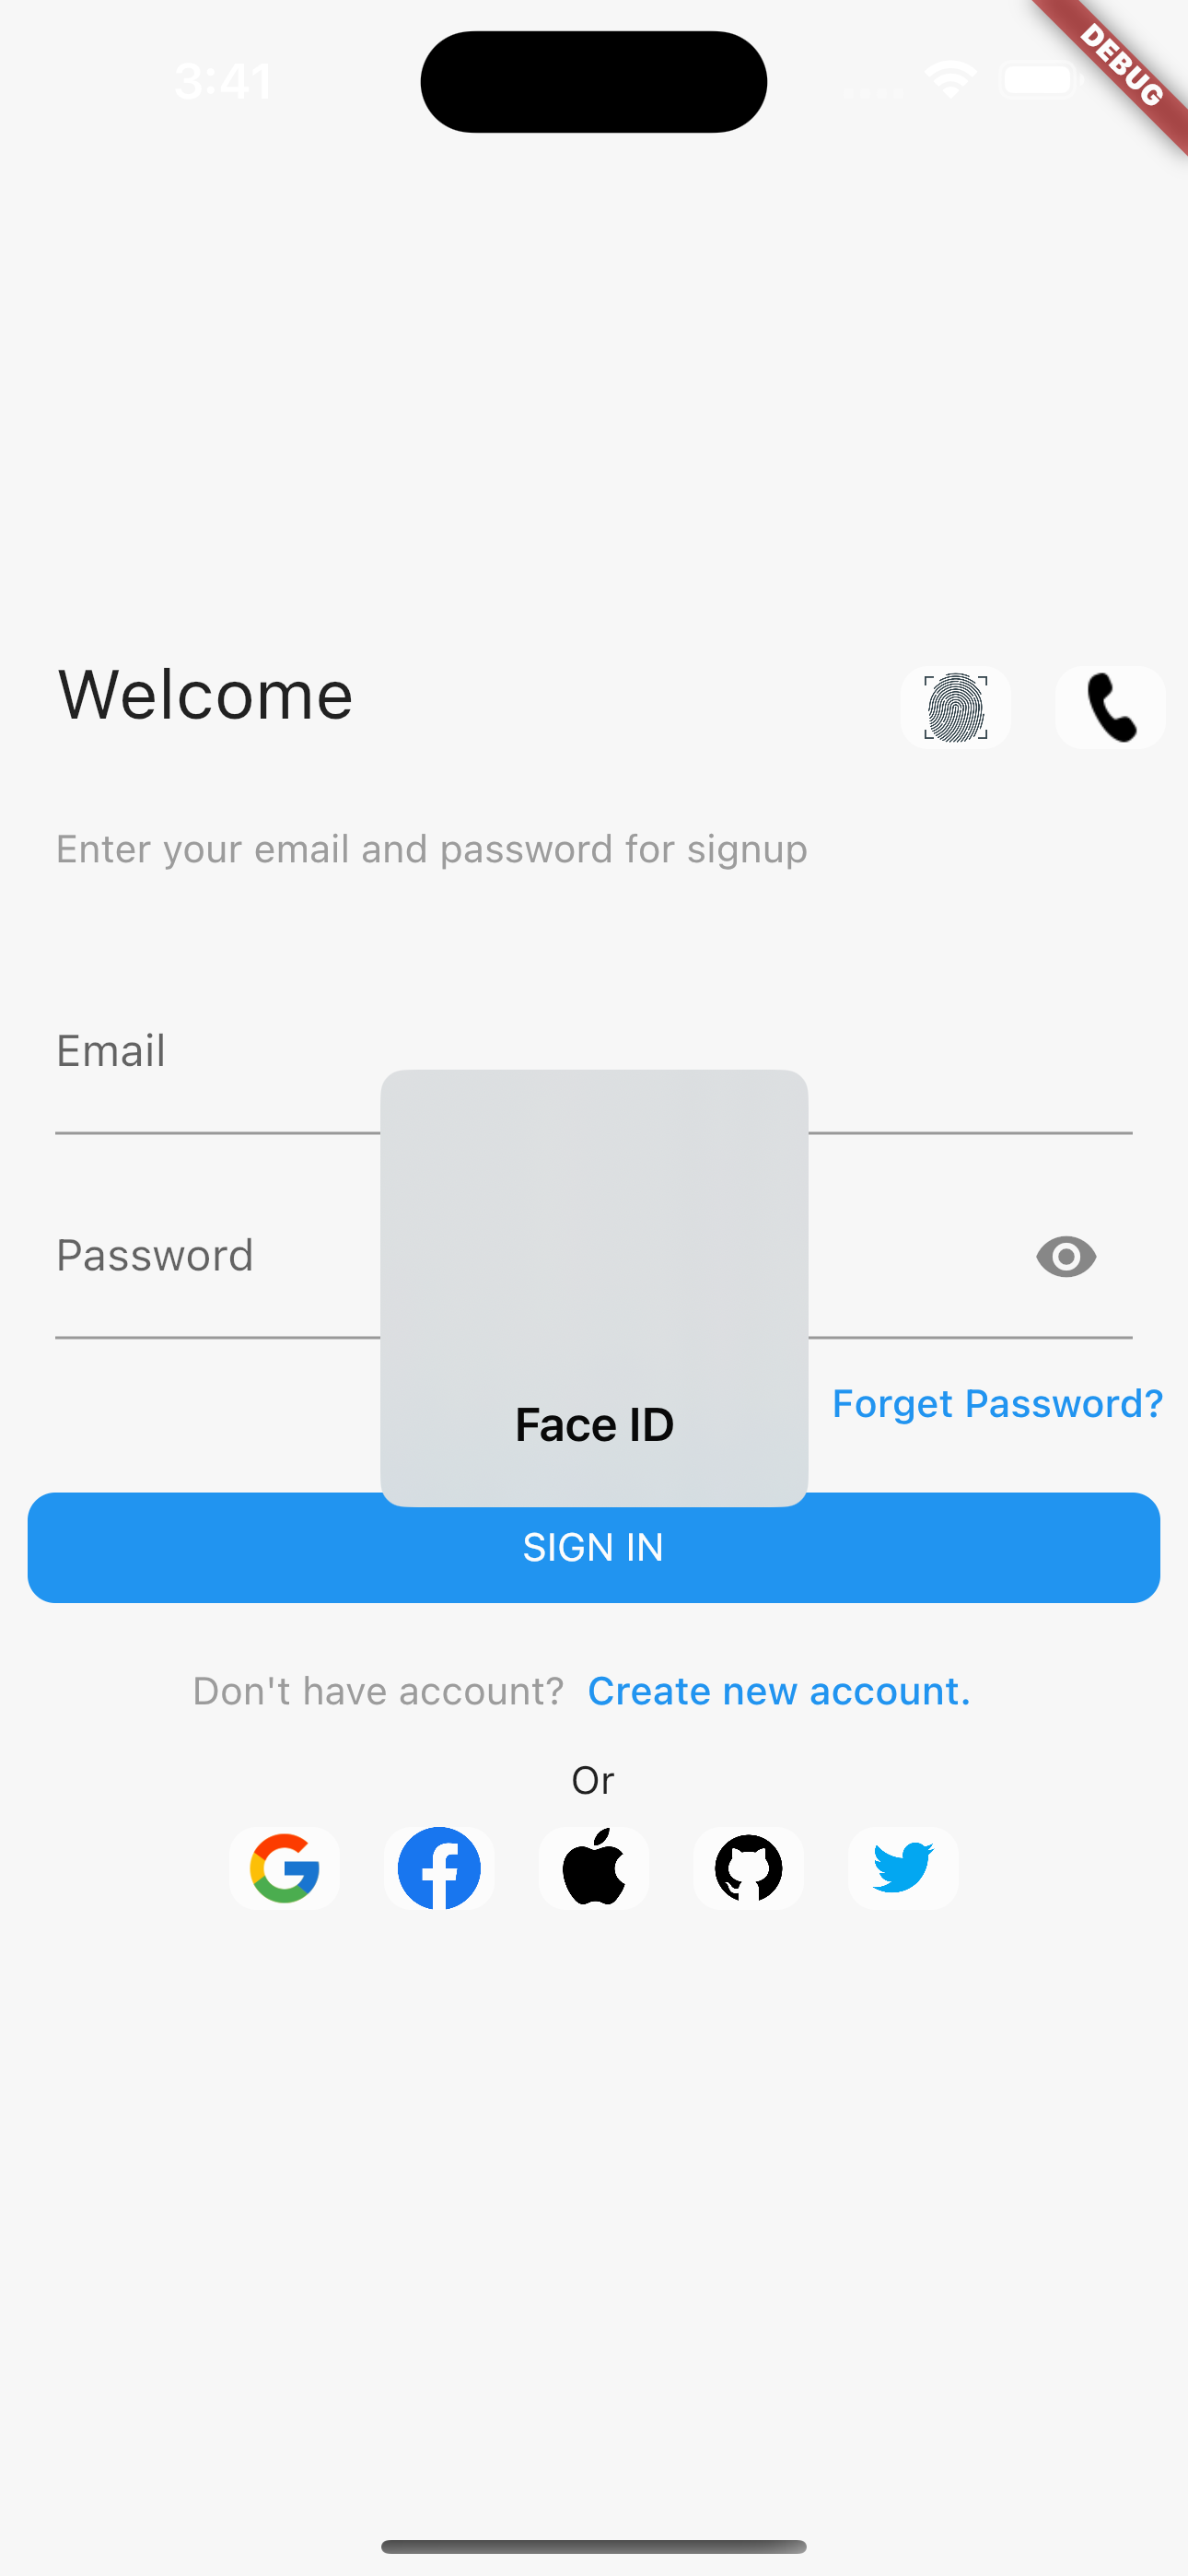 3:41
DEBUG
Welcome
Enter your email and password for signup
Email
Password
Forget Password?
Face ID
SIGN IN
Don't have account? Create new account.
Or